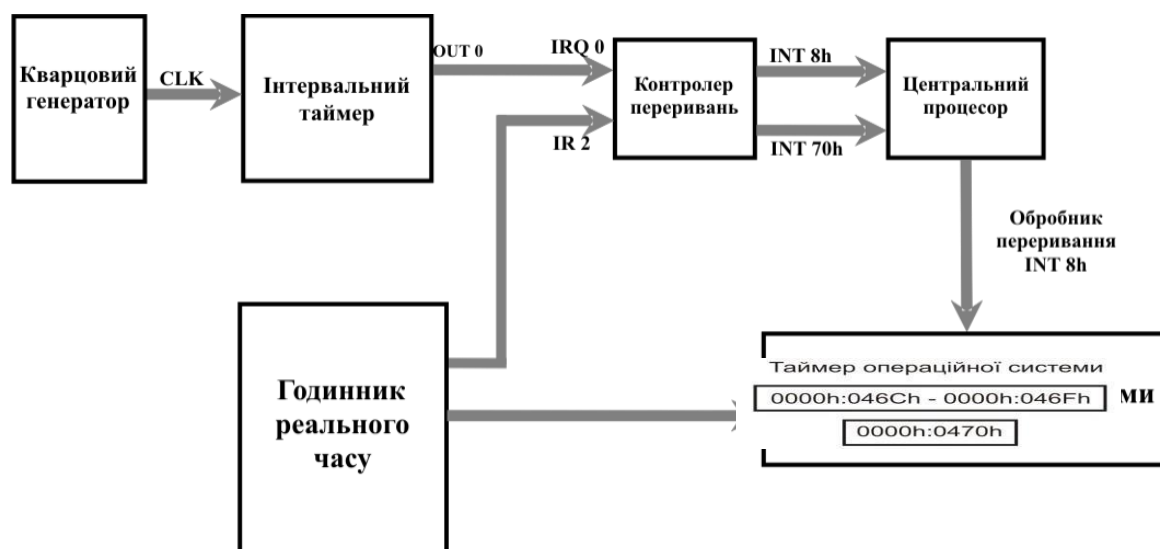 Кварцовий
генератор
CLK
Інтервальний
таймер
OUT 0
IRQ 0
IR 2
Контролер
переривань
INT 8h
INT 70h
Центральний
процесор
Обробник
переривання
INT 8h
Годинник
реального
часу
Таймер операційної системи
0000h:046Ch - 0000h:046Fh
ми
0000h:0470h